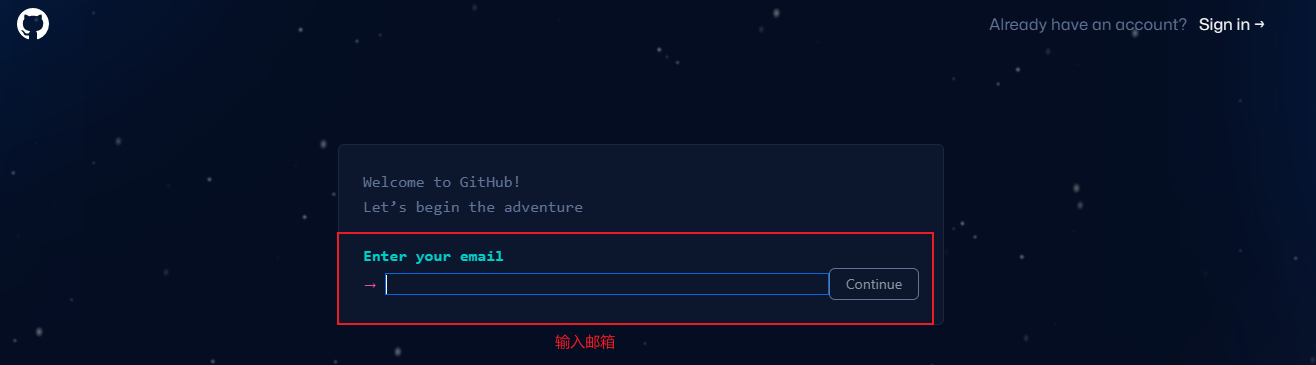 Already have an account? Sign in →
Welcome to GitHub!
Let’s begin the adventure
Enter your email
→ Continue
输入邮箱